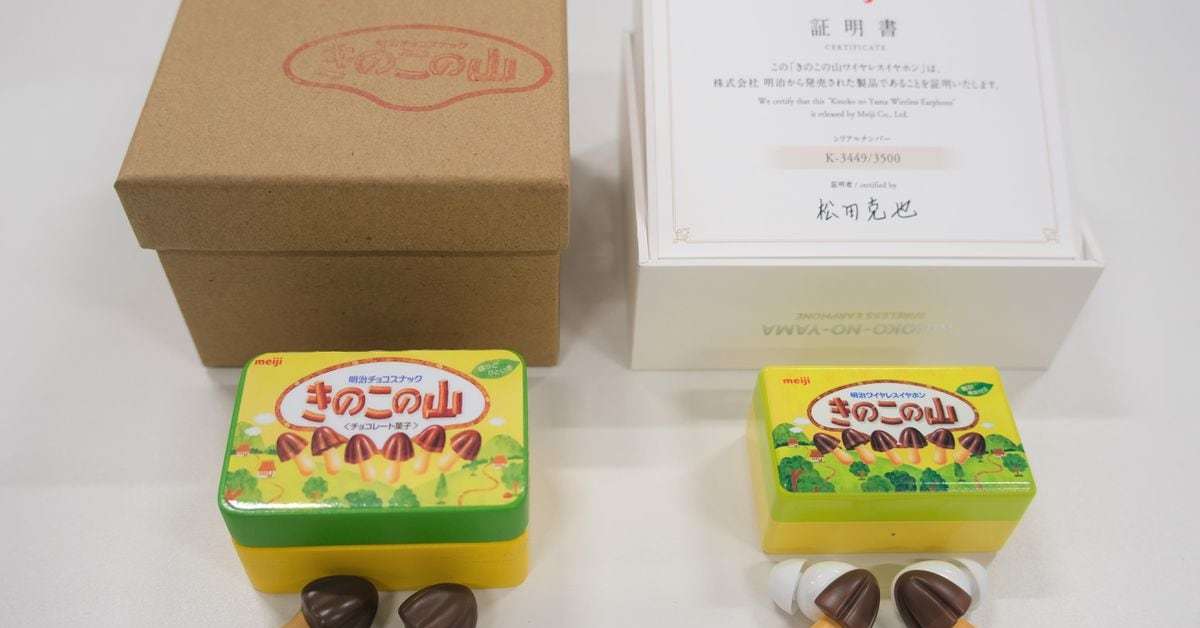 きのこの山
証明書
CERTIFICATE
この「きのこの山ワイヤレスイヤホン」は、
株式会社 明治から発売された製品であることを証明いたします。
We certify that this "Kinoko no Yama Wireless Earphone"
is released by Meiji Co., Ltd.
シリアルナンバー
K-3449/3500
証明者 / certified by
松田克也
KINOKO-NO-YAMA
WIRELESS EARPHONE
meiji
明治チョコスナック
きのこの山
〈チョコレート菓子〉
meiji
明治ワイヤレスイヤホン
きのこの山